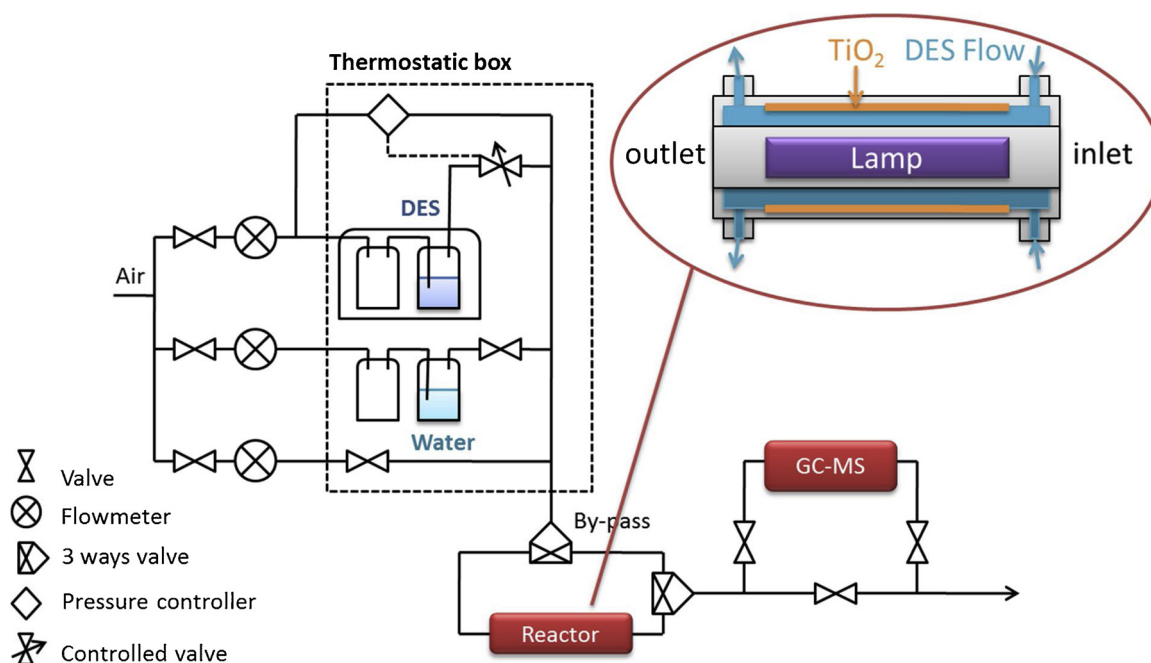 Thermostatic box
TiO2 DES Flow
outlet
Lamp
inlet
DES
Air
Water
Valve
Flowmeter
3 ways valve
Pressure controller
Controlled valve
By-pass
GC-MS
Reactor